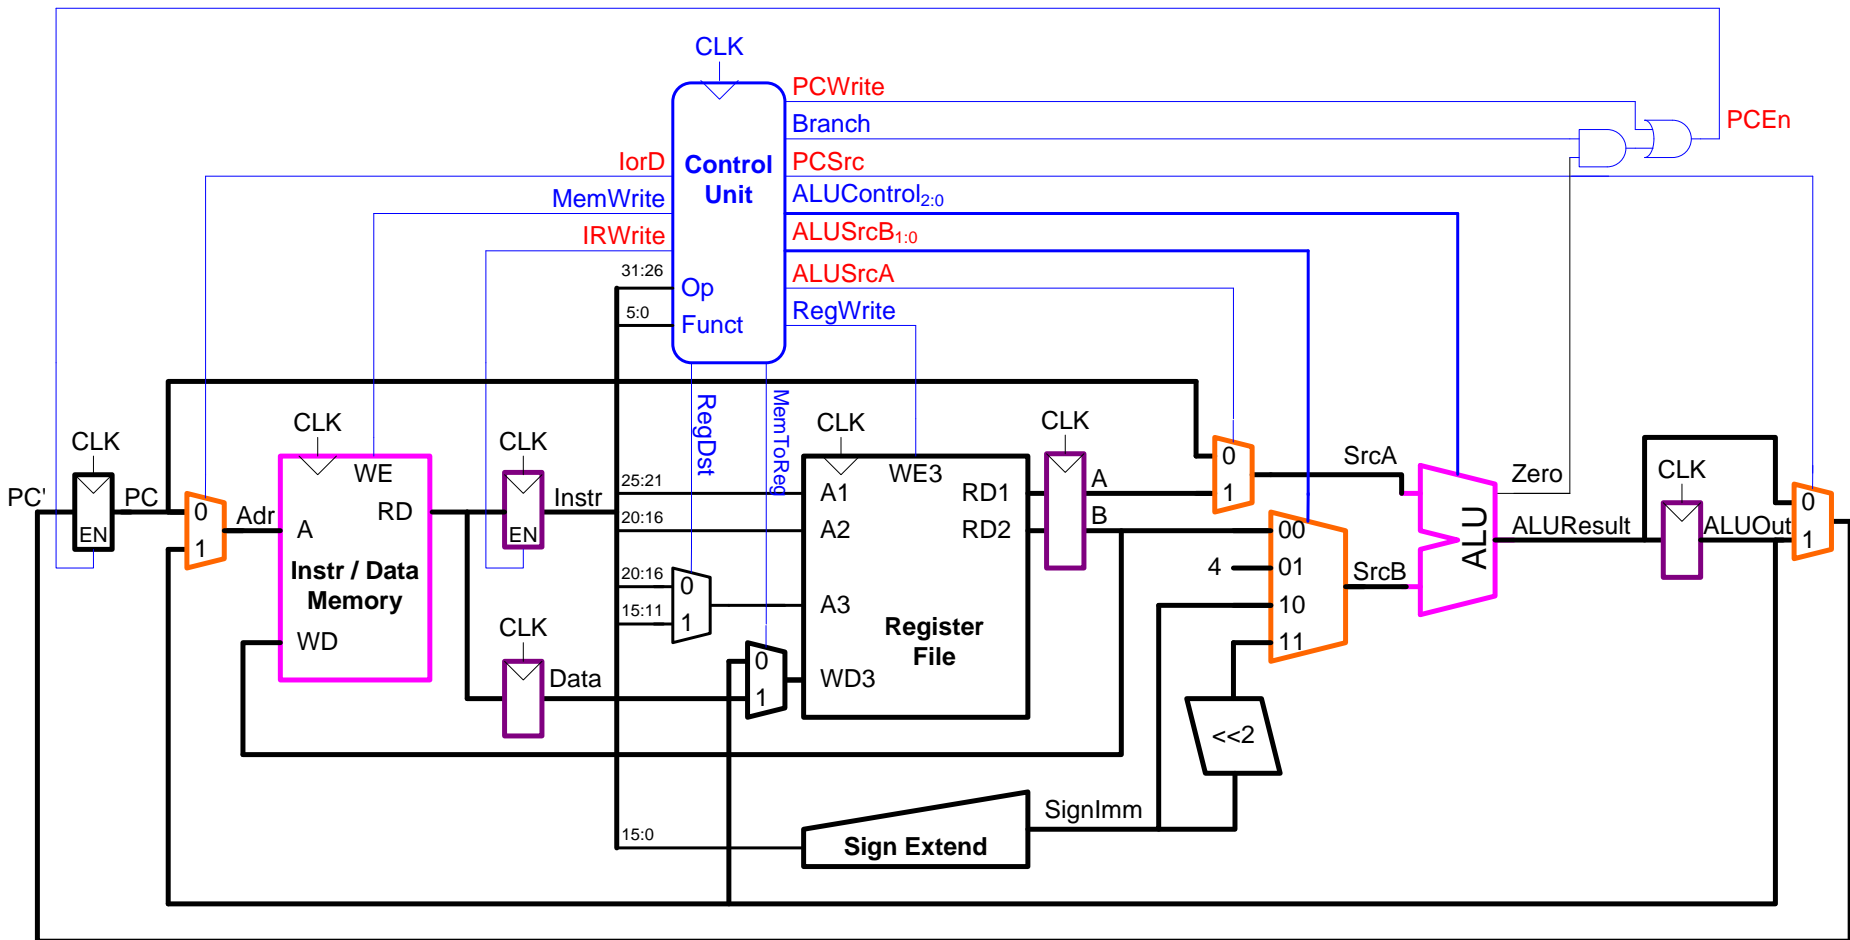 CLK
PCWrite
Branch
PCEn
IorD
Control
Unit
PCSrc
MemWrite
ALUControl2:0
IRWrite
ALUSrcB1:0
31:26
Op
ALUSrcA
5:0
Funct
RegWrite
RegDst
MemToReg
CLK
CLK
CLK
CLK
CLK
CLK
PC'
EN
PC
0
1
Adr
WE
A
RD
Instr / Data
Memory
WD
EN
Instr
25:21
20:16
20:16
15:11
0
1
CLK
Data
0
1
WE3
A1
A2
A3
WD3
RD1
RD2
Register
File
A
B
0
1
SrcA
4
00
01
10
11
SrcB
ALU
Zero
ALUResult
ALUOut
0
1
<<2
SignImm
15:0
Sign Extend